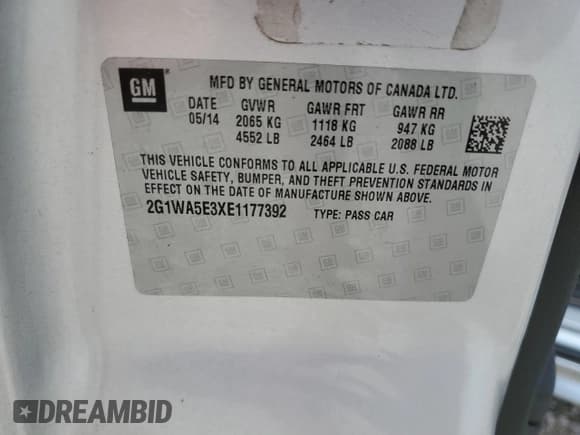 GM
MFD BY GENERAL MOTORS OF CANADA LTD.
DATE GVWR GAWR FRT GAWR RR
05/14 2065 KG 1118 KG 947 KG
4552 LB 2464 LB 2088 LB
THIS VEHICLE CONFORMS TO ALL APPLICABLE U.S. FEDERAL MOTOR
VEHICLE SAFETY, BUMPER, AND THEFT PREVENTION STANDARDS IN
EFFECT ON THE DATE OF MANUFACTURE SHOWN ABOVE.
2G1WA5E3XE1177392 TYPE: PASS CAR
DREAMBID